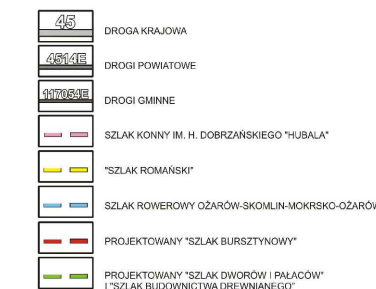 45
DROGA KRAJOWA
4514E
DROGI POWIATOWE
117054E
DROGI GMINNE
SZLAK KONNY IM. H. DOBRZAŃSKIEGO "HUBALA"
"SZLAK ROMAŃSKI"
SZLAK ROWEROWY OŻARÓW-SKOMLIN-MOKRSKO-OŻARÓW
PROJEKTOWANY "SZLAK BURSZTYNOWY"
PROJEKTOWANY "SZLAK DWORÓW I PAŁACÓW"
I "SZLAK BUDOWNICTWA DREWNIANEGO"